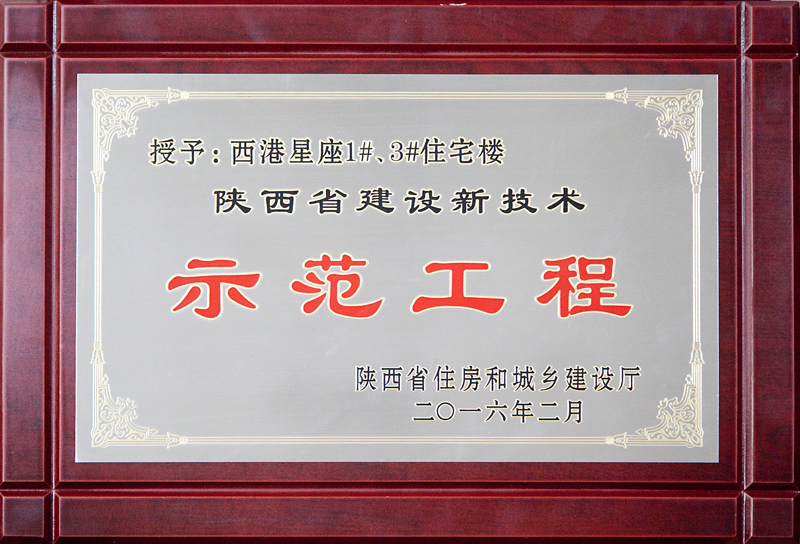 授予：西港星座1#、3#住宅楼
陕西省建设新技术
示范工程
陕西省住房和城乡建设厅
二〇一六年二月